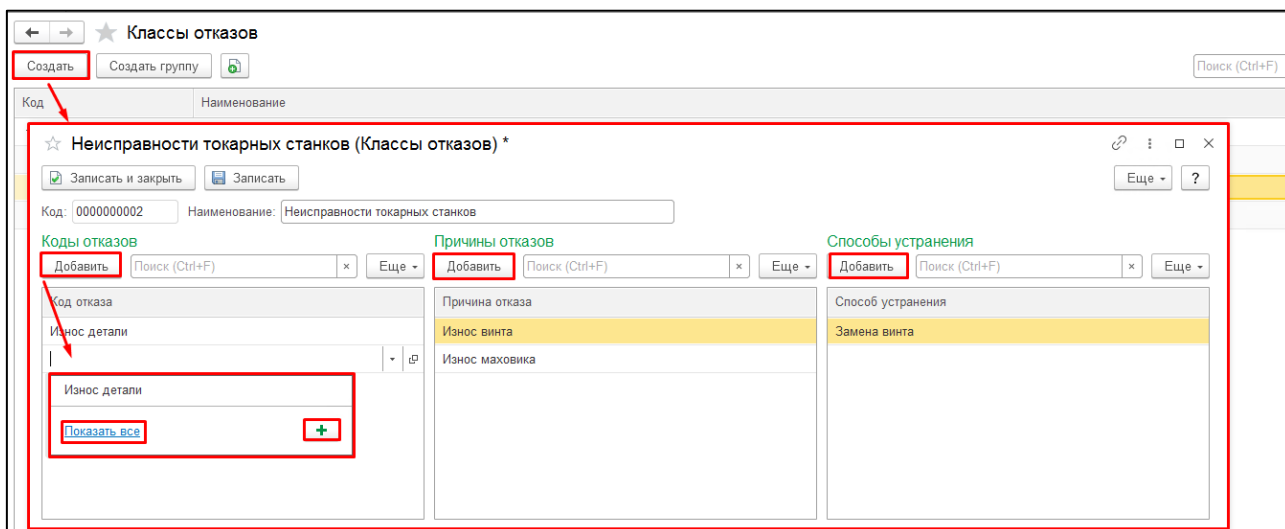 Классы отказов
Создать Создать группу Поиск (Ctrl+F)
Код Наименование
Неисправности токарных станков (Классы отказов) *
Записать и закрыть Записать Еще ?
Код: 0000000002 Наименование: Неисправности токарных станков
Коды отказов Причины отказов Способы устранения
Добавить Поиск (Ctrl+F) × Еще Добавить Поиск (Ctrl+F) × Еще Добавить Поиск (Ctrl+F) × Еще
Код отказа Причина отказа Способ устранения
Износ детали Износ винта Замена винта
Износ маховика
Износ детали
Показать все